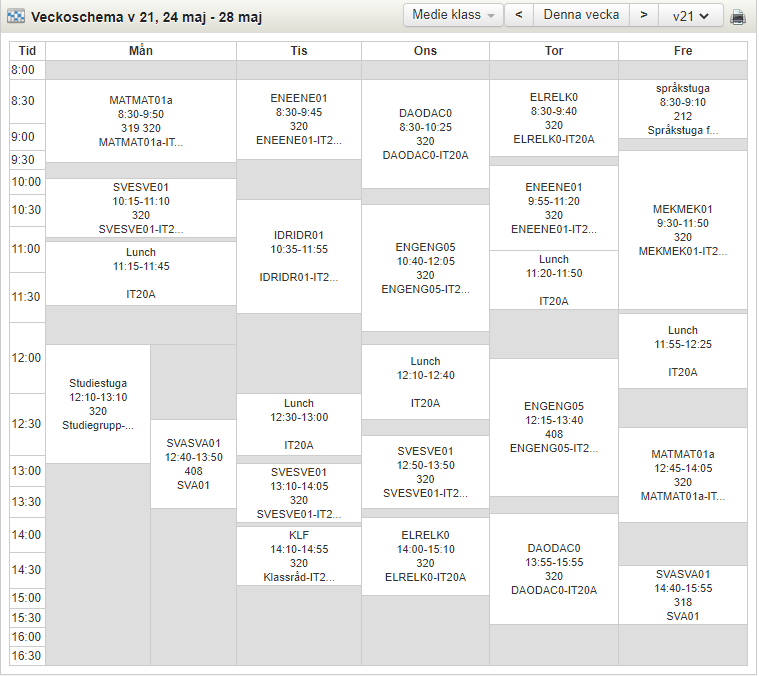 Veckoschema v 21, 24 maj - 28 maj
Medie klass
<
Denna vecka
>
v21
Tid
Mån
Tis
Ons
Tor
Fre
8:00
8:30
9:00
9:30
10:00
10:30
11:00
11:30
12:00
12:30
13:00
13:30
14:00
14:30
15:00
15:30
16:00
16:30
MATMAT01a
8:30-9:50
319 320
MATMAT01a-IT...
SVESVE01
10:15-11:10
320
SVESVE01-IT2...
Lunch
11:15-11:45
IT20A
Studiestuga
12:10-13:10
320
Studiegrupp-...
SVASVA01
12:40-13:50
408
SVA01
ENEENE01
8:30-9:45
320
ENEENE01-IT2...
IDRIDR01
10:35-11:55
IDRIDR01-IT2...
Lunch
12:30-13:00
IT20A
SVESVE01
13:10-14:05
320
SVESVE01-IT2...
KLF
14:10-14:55
320
Klassråd-IT2...
DAODAC0
8:30-10:25
320
DAODAC0-IT20A
ENGENG05
10:40-12:05
320
ENGENG05-IT2...
Lunch
12:10-12:40
IT20A
SVESVE01
12:50-13:50
320
SVESVE01-IT2...
ELRELK0
14:00-15:10
320
ELRELK0-IT20A
ELRELK0
8:30-9:40
320
ELRELK0-IT20A
ENEENE01
9:55-11:20
320
ENEENE01-IT2...
Lunch
11:20-11:50
IT20A
ENGENG05
12:15-13:40
408
ENGENG05-IT2...
DAODAC0
13:55-15:55
320
DAODAC0-IT20A
språkstuga
8:30-9:10
212
Språkstuga f...
MEKMEK01
9:30-11:50
320
MEKMEK01-IT2...
Lunch
11:55-12:25
IT20A
MATMAT01a
12:45-14:05
320
MATMAT01a-IT...
SVASVA01
14:40-15:55
318
SVA01